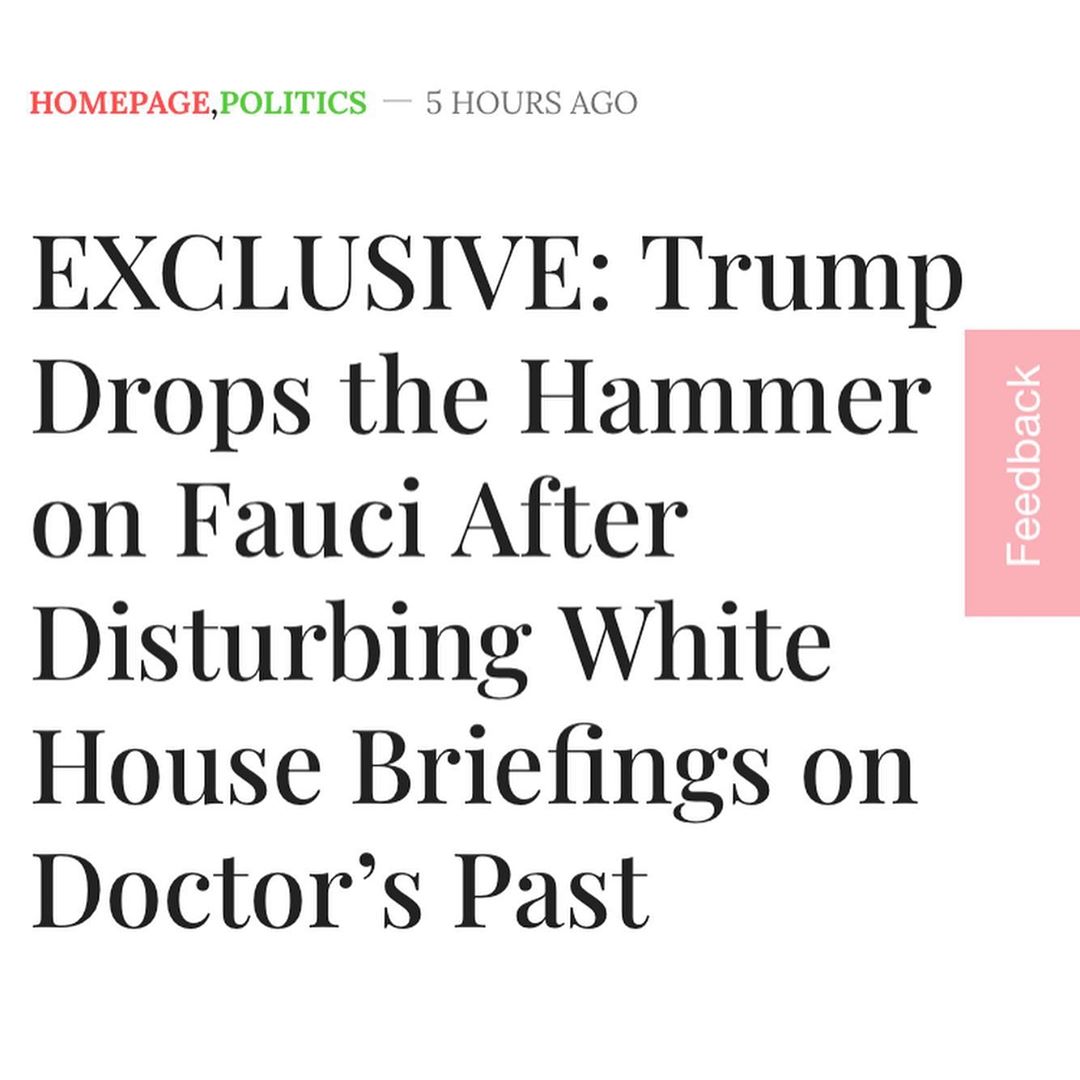 HOMEPAGE,POLITICS — 5 HOURS AGO
EXCLUSIVE: Trump
Drops the Hammer
on Fauci After
Disturbing White
House Briefings on
Doctor’s Past
Feedback